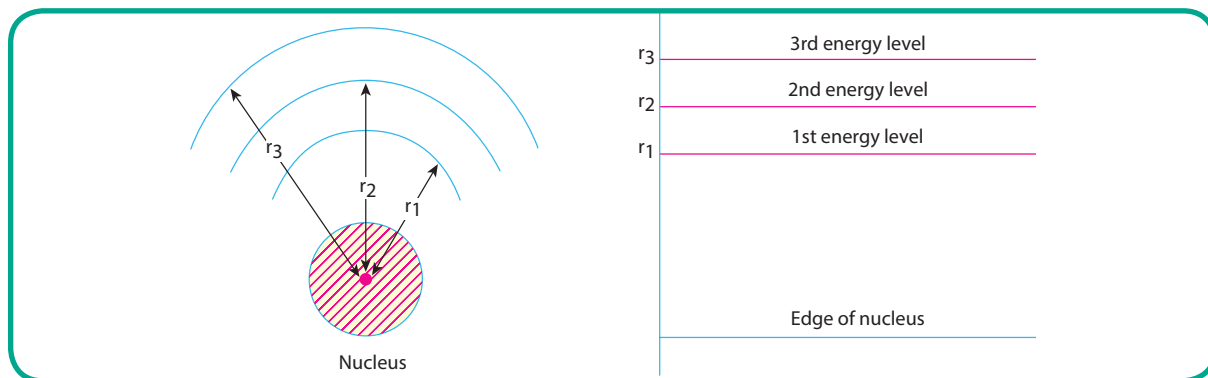 r3
r2
r1
Nucleus
r3
3rd energy level
r2
2nd energy level
r1
1st energy level
Edge of nucleus